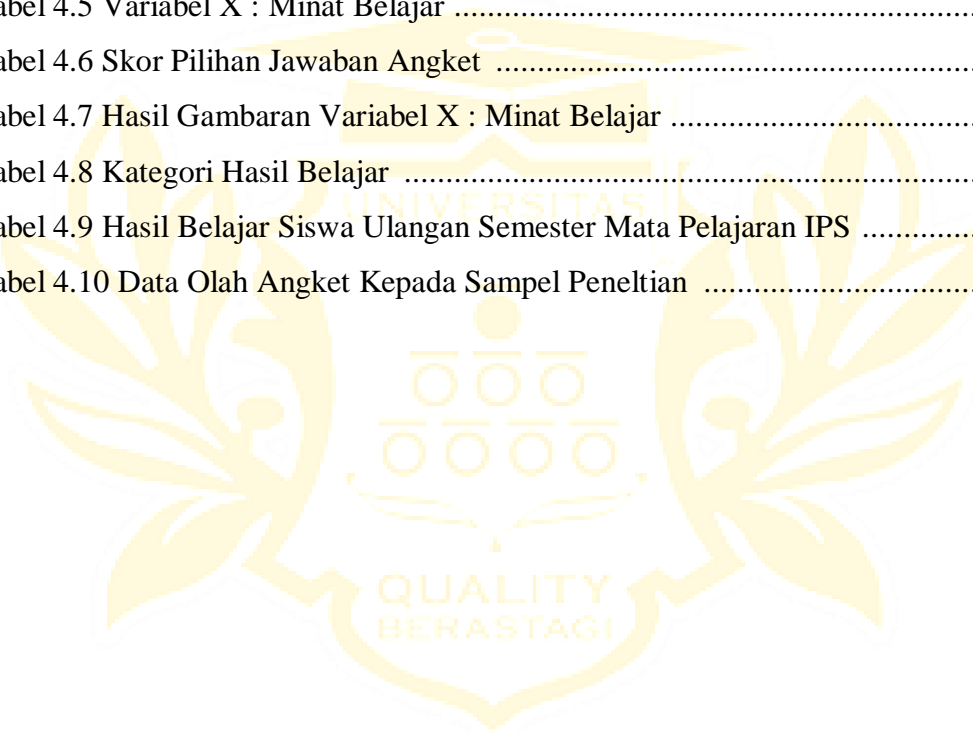 abel 4.5 Variabel X : Minat Belajar ................................................................
abel 4.6 Skor Pilihan Jawaban Angket ...........................................................
abel 4.7 Hasil Gambaran Variabel X : Minat Belajar .....................................
abel 4.8 Kategori Hasil Belajar ......................................................................
UNIVERSITAS
abel 4.9 Hasil Belajar Siswa Ulangan Semester Mata Pelajaran IPS ..............
abel 4.10 Data Olah Angket Kepada Sampel Peneltian .................................
QUALITY
BERASTAGI